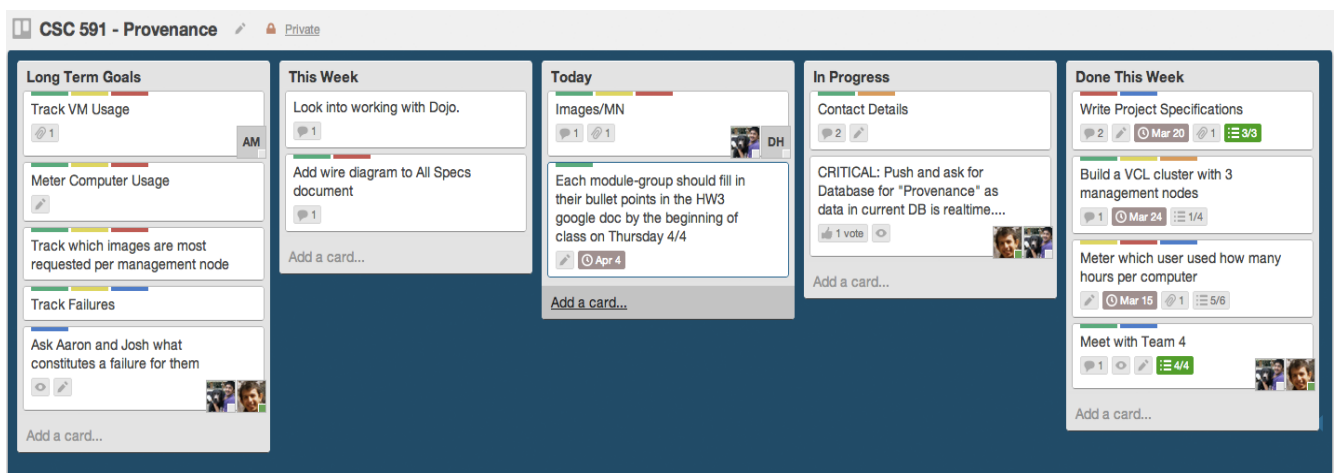 CSC 591 - Provenance Private
Long Term Goals
Track VM Usage
1
AM
Meter Computer Usage
Track which images are most
requested per management node
Track Failures
Ask Aaron and Josh what
constitutes a failure for them
Add a card...
This Week
Look into working with Dojo.
1
Add wire diagram to All Specs
document
1
Add a card...
Today
Images/MN
1 1
DH
Each module-group should fill in
their bullet points in the HW3
google doc by the beginning of
class on Thursday 4/4
Apr 4
Add a card...
In Progress
Contact Details
2
CRITICAL: Push and ask for
Database for "Provenance" as
data in current DB is realtime....
1 vote
Add a card...
Done This Week
Write Project Specifications
2 Mar 20 1 3/3
Build a VCL cluster with 3
management nodes
1 Mar 24 1/4
Meter which user used how many
hours per computer
Mar 15 1 5/6
Meet with Team 4
1 4/4
Add a card...